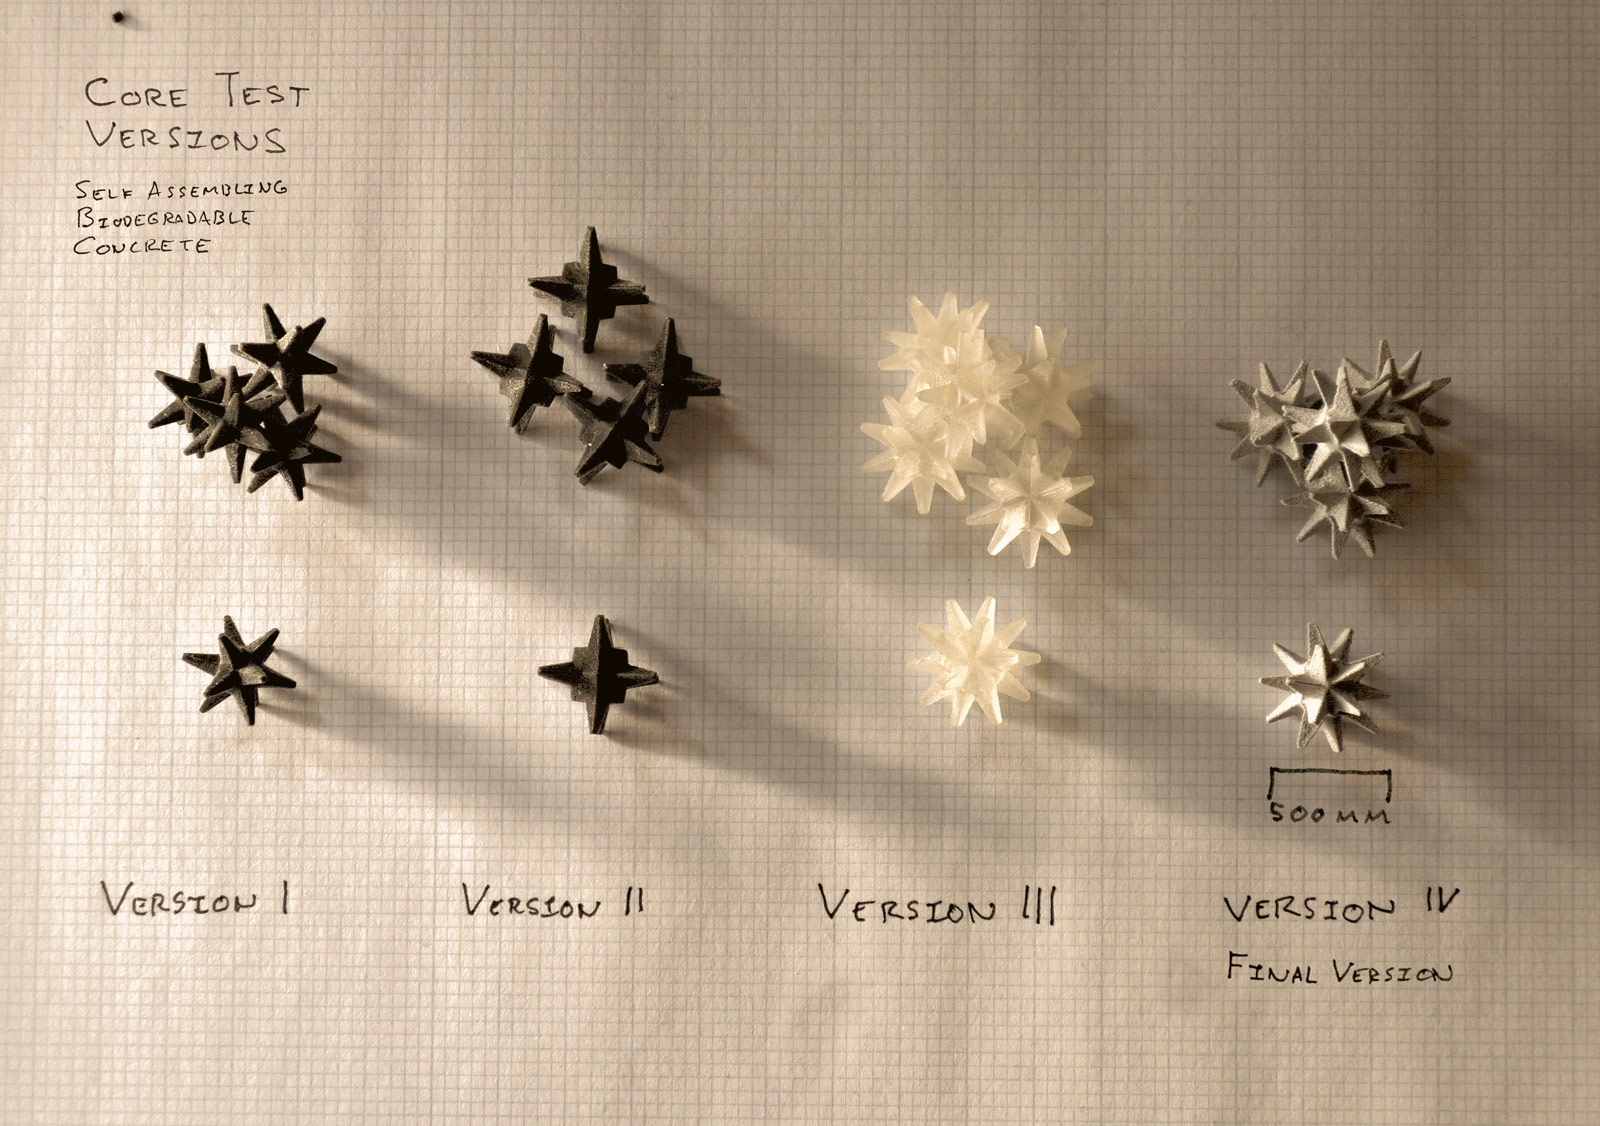 CORE TEST
VERSIONS
SELF ASSEMBLING
BIODEGRADABLE
CONCRETE
500MM
VERSION I
VERSION II
VERSION III
VERSION IV
FINAL VERSION